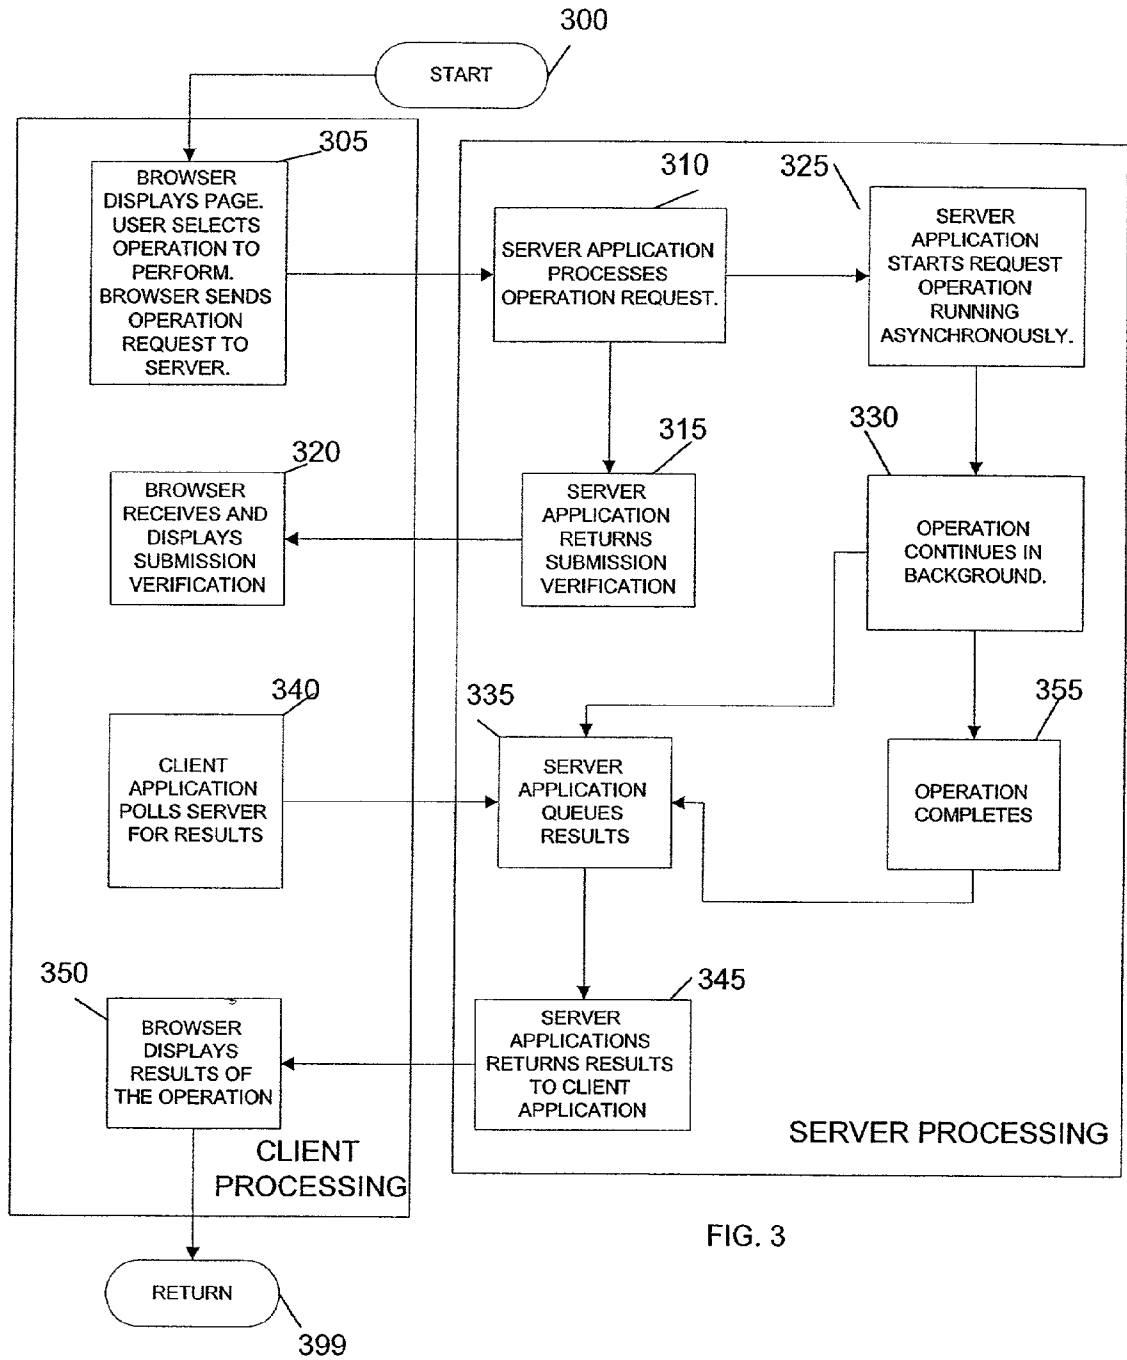 300
START
305
BROWSER
DISPLAYS PAGE.
USER SELECTS
OPERATION TO
PERFORM.
BROWSER SENDS
OPERATION
REQUEST TO
SERVER.
310
SERVER APPLICATION
PROCESSES
OPERATION REQUEST.
325
SERVER
APPLICATION
STARTS REQUEST
OPERATION
RUNNING
ASYNCHRONOUSLY.
320
BROWSER
RECEIVES AND
DISPLAYS
SUBMISSION
VERIFICATION
315
SERVER
APPLICATION
RETURNS
SUBMISSION
VERIFICATION
330
OPERATION
CONTINUES IN
BACKGROUND.
340
CLIENT
APPLICATION
POLLS SERVER
FOR RESULTS
335
SERVER
APPLICATION
QUEUES
RESULTS
355
OPERATION
COMPLETES
350
BROWSER
DISPLAYS
RESULTS OF
THE OPERATION
345
SERVER
APPLICATIONS
RETURNS RESULTS
TO CLIENT
APPLICATION
CLIENT
PROCESSING
SERVER PROCESSING
FIG. 3
RETURN
399